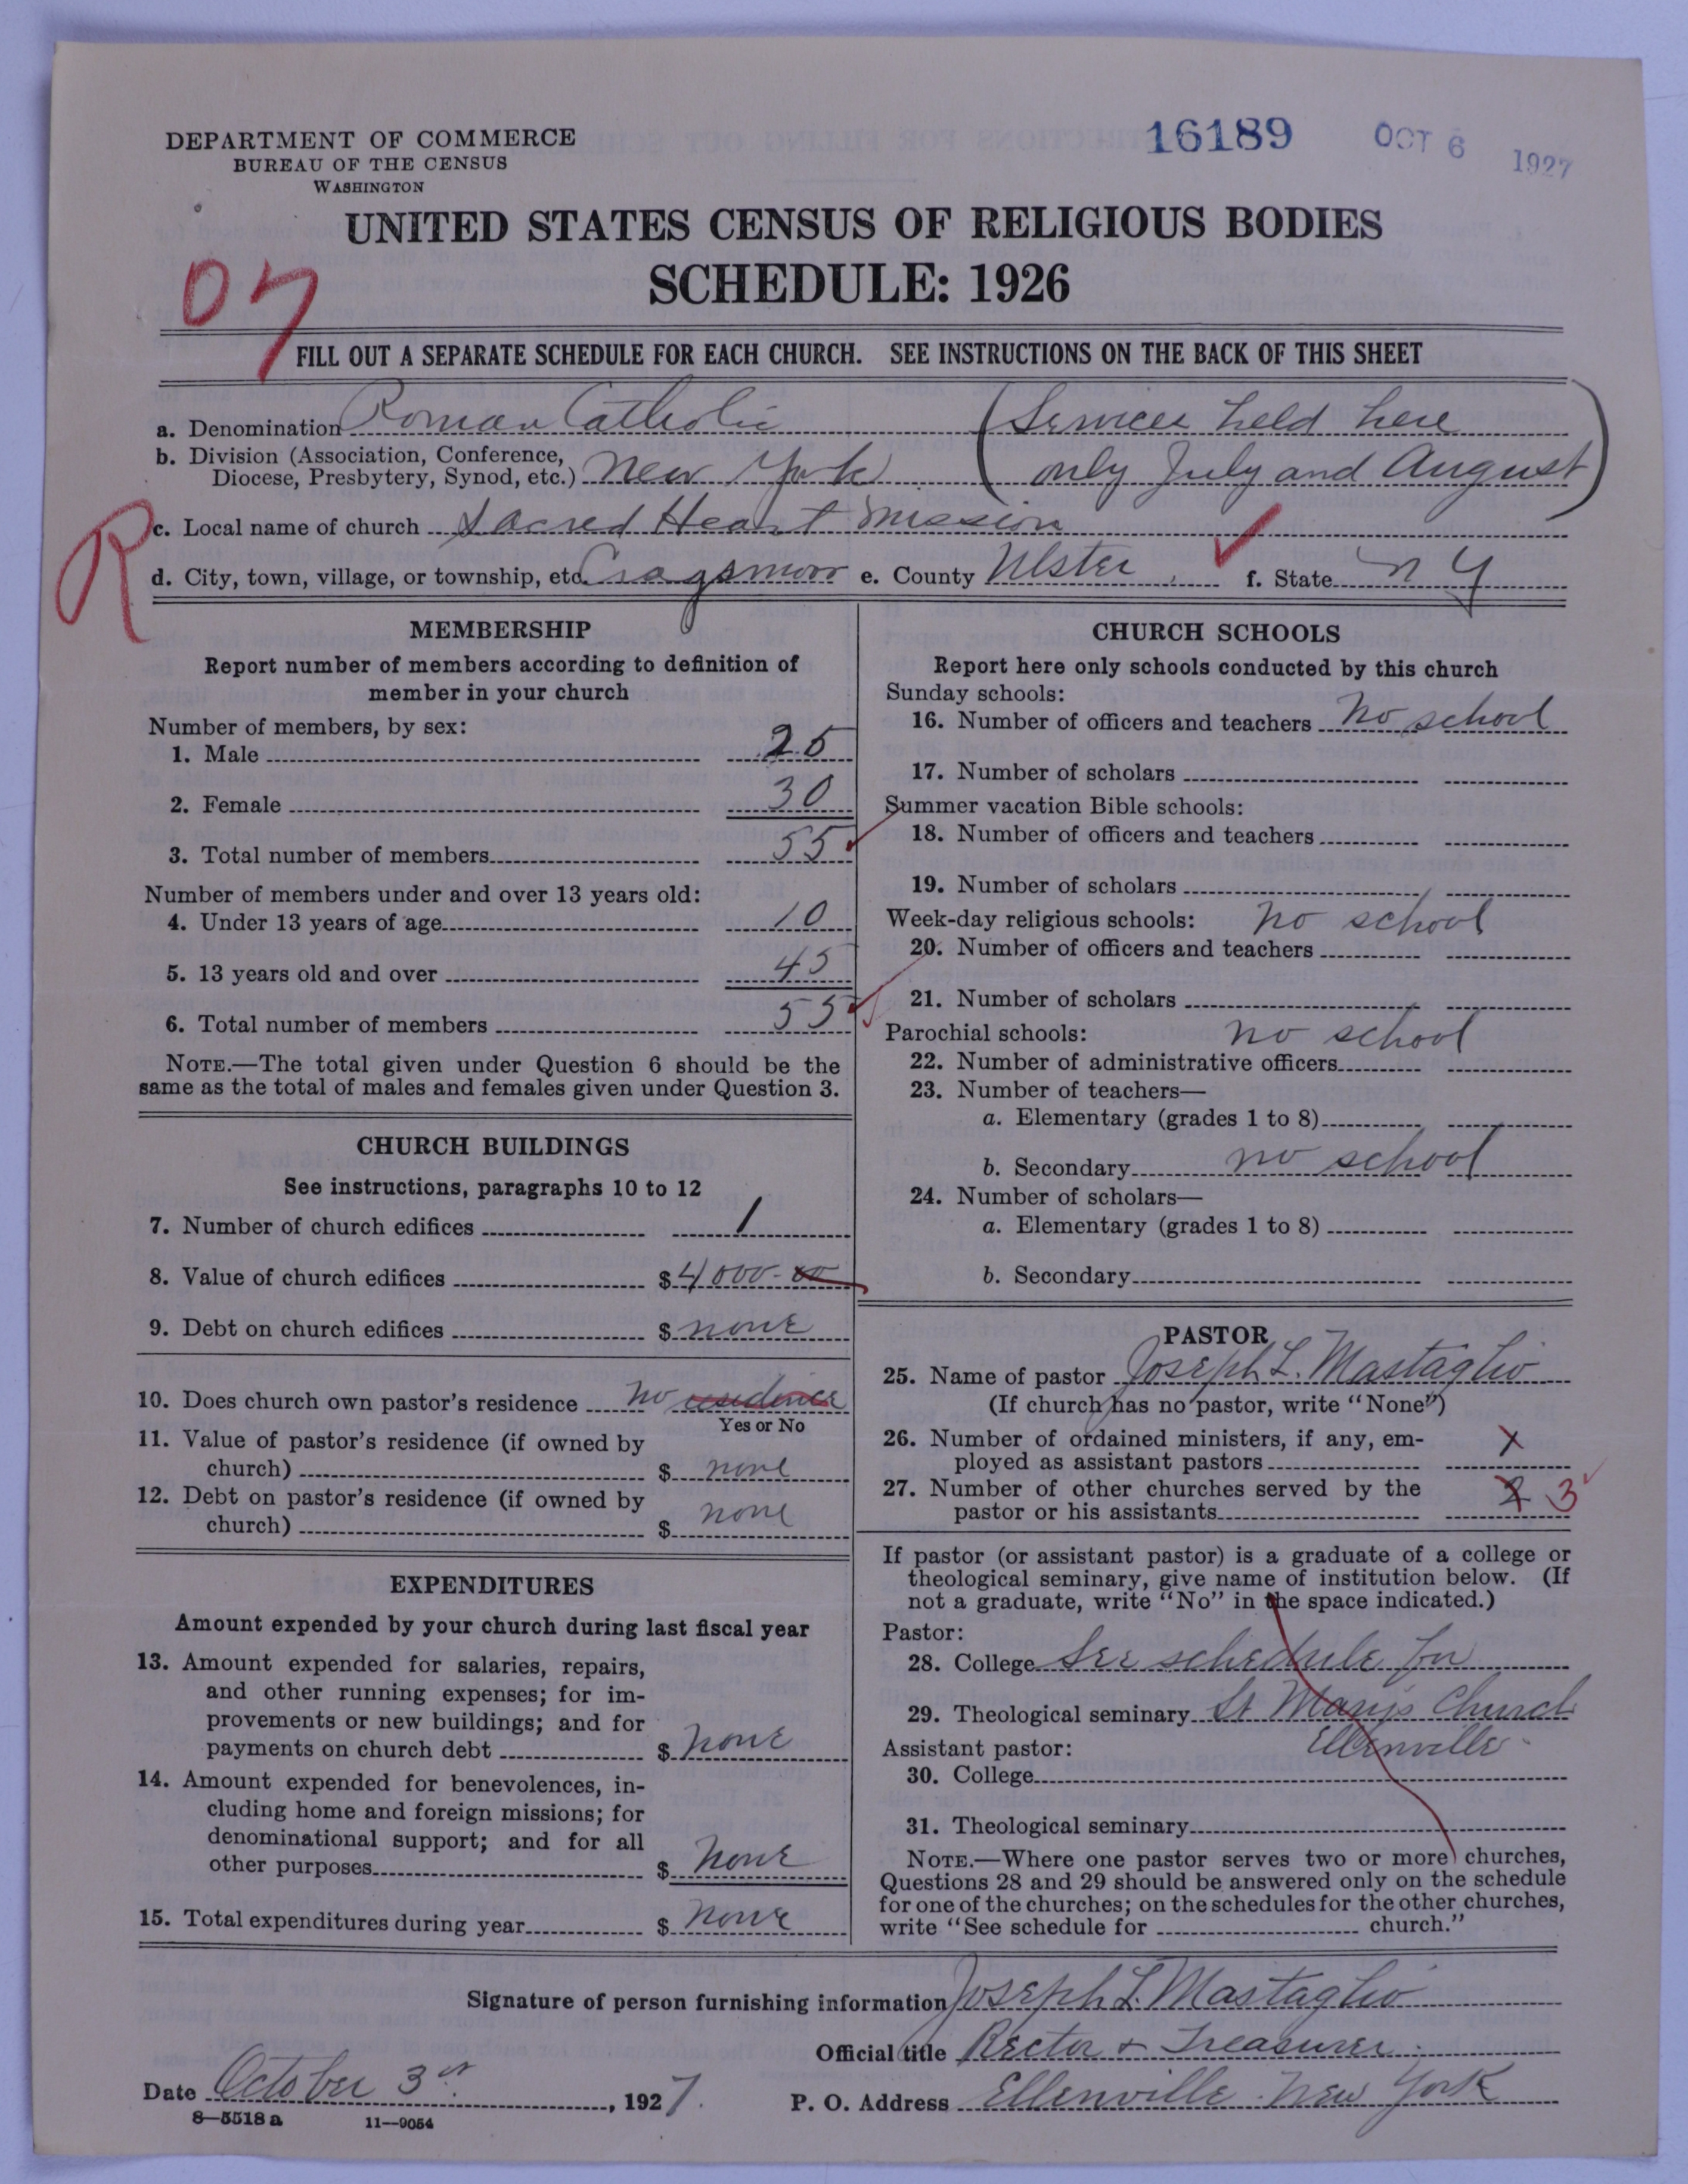 DEPARTMENT OF COMMERCE
BUREAU OF THE CENSUS
WASHINGTON
16189 OCT 6 1927
UNITED STATES CENSUS OF RELIGIOUS BODIES
SCHEDULE: 1926
FILL OUT A SEPARATE SCHEDULE FOR EACH CHURCH. SEE INSTRUCTIONS ON THE BACK OF THIS SHEET
a. Denomination Roman Catholic (Services held here
b. Division (Association, Conference,
Diocese, Presbytery, Synod, etc.) New York only July and August)
R
c. Local name of church Sacred Heart Mission
d. City, town, village, or township, etc. Cragsmoor e. County Ulster f. State N Y
MEMBERSHIP
Report number of members according to definition of
member in your church
Number of members, by sex:
1. Male 25
2. Female 30
3. Total number of members 55
Number of members under and over 13 years old:
4. Under 13 years of age 10
5. 13 years old and over 45
6. Total number of members 55
NOTE.—The total given under Question 6 should be the
same as the total of males and females given under Question 3.
CHURCH BUILDINGS
See instructions, paragraphs 10 to 12
7. Number of church edifices 1
8. Value of church edifices $4000-00
9. Debt on church edifices $ none
10. Does church own pastor's residence no residence
Yes or No
11. Value of pastor's residence (if owned by
church) $ none
12. Debt on pastor's residence (if owned by
church) $ none
EXPENDITURES
Amount expended by your church during last fiscal year
13. Amount expended for salaries, repairs,
and other running expenses; for im-
provements or new buildings; and for
payments on church debt $ none
14. Amount expended for benevolences, in-
cluding home and foreign missions; for
denominational support; and for all
other purposes $ none
15. Total expenditures during year $ none
CHURCH SCHOOLS
Report here only schools conducted by this church
Sunday schools:
16. Number of officers and teachers no school
17. Number of scholars
Summer vacation Bible schools:
18. Number of officers and teachers
19. Number of scholars
Week-day religious schools: no school
20. Number of officers and teachers
21. Number of scholars
Parochial schools: no school
22. Number of administrative officers
23. Number of teachers—
a. Elementary (grades 1 to 8)
b. Secondary no school
24. Number of scholars—
a. Elementary (grades 1 to 8)
b. Secondary
PASTOR
25. Name of pastor Joseph L. Mastaglio
(If church has no pastor, write "None")
26. Number of ordained ministers, if any, em-
ployed as assistant pastors X
27. Number of other churches served by the
pastor or his assistants 2 3
If pastor (or assistant pastor) is a graduate of a college or
theological seminary, give name of institution below. (If
not a graduate, write "No" in the space indicated.)
Pastor:
28. College See schedule for
29. Theological seminary St Mary's Church
Assistant pastor: Ellenville
30. College
31. Theological seminary
NOTE.—Where one pastor serves two or more churches,
Questions 28 and 29 should be answered only on the schedule
for one of the churches; on the schedules for the other churches,
write "See schedule for church."
Signature of person furnishing information Joseph L. Mastaglio
Official title Rector & Treasurer
Date October 3, 1927. P. O. Address Ellenville New York
8—5518a 11—9054